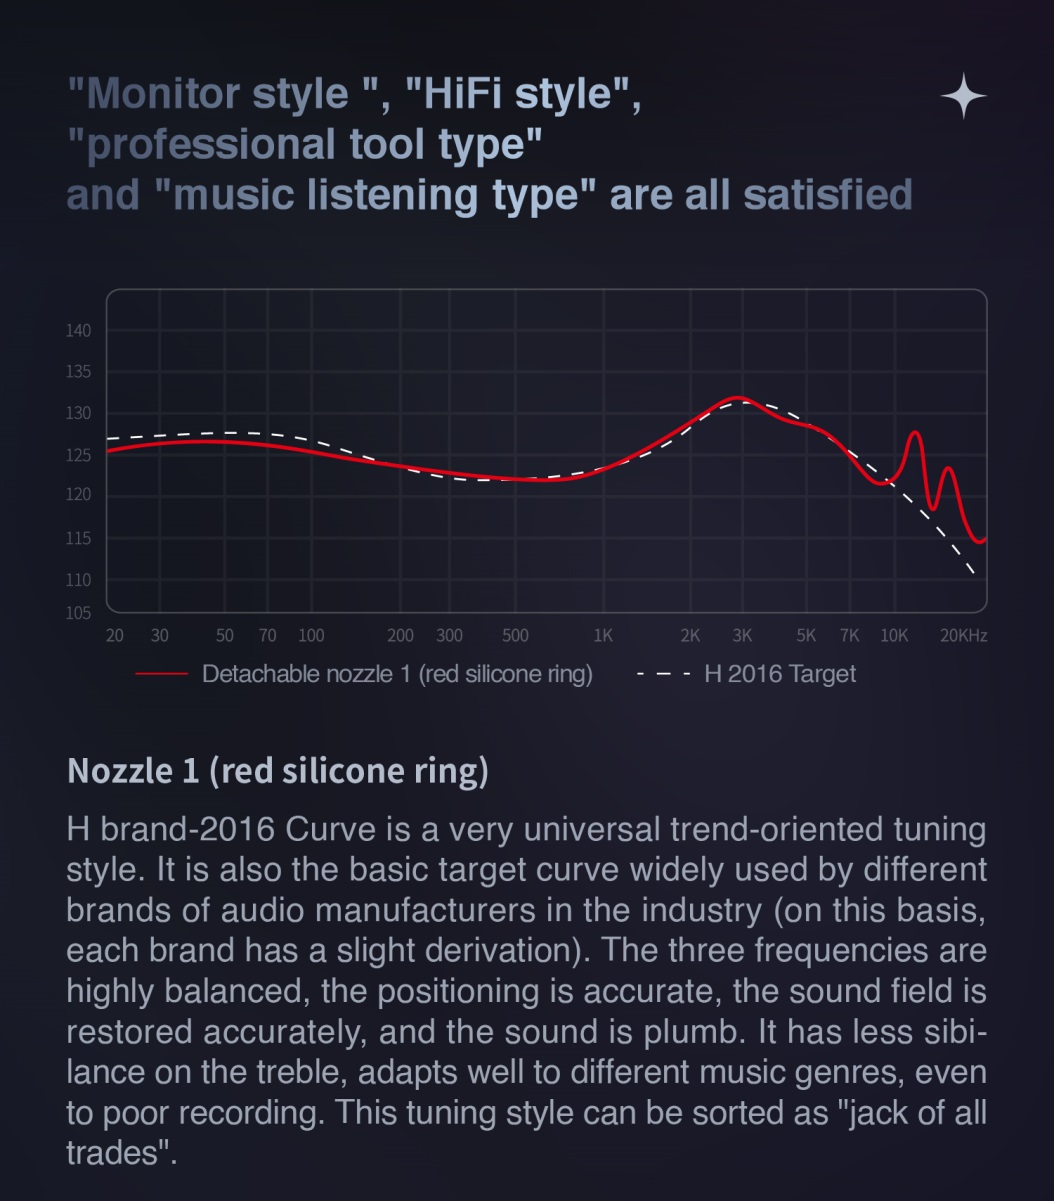 "Monitor style ", "HiFi style",
"professional tool type"
and "music listening type" are all satisfied
140
135
130
125
120
115
110
105
20 30 50 70 100 200 300 500 1K 2K 3K 5K 7K 10K 20KHz
Detachable nozzle 1 (red silicone ring) H 2016 Target
Nozzle 1 (red silicone ring)
H brand-2016 Curve is a very universal trend-oriented tuning
style. It is also the basic target curve widely used by different
brands of audio manufacturers in the industry (on this basis,
each brand has a slight derivation). The three frequencies are
highly balanced, the positioning is accurate, the sound field is
restored accurately, and the sound is plumb. It has less sibi-
lance on the treble, adapts well to different music genres, even
to poor recording. This tuning style can be sorted as "jack of all
trades".